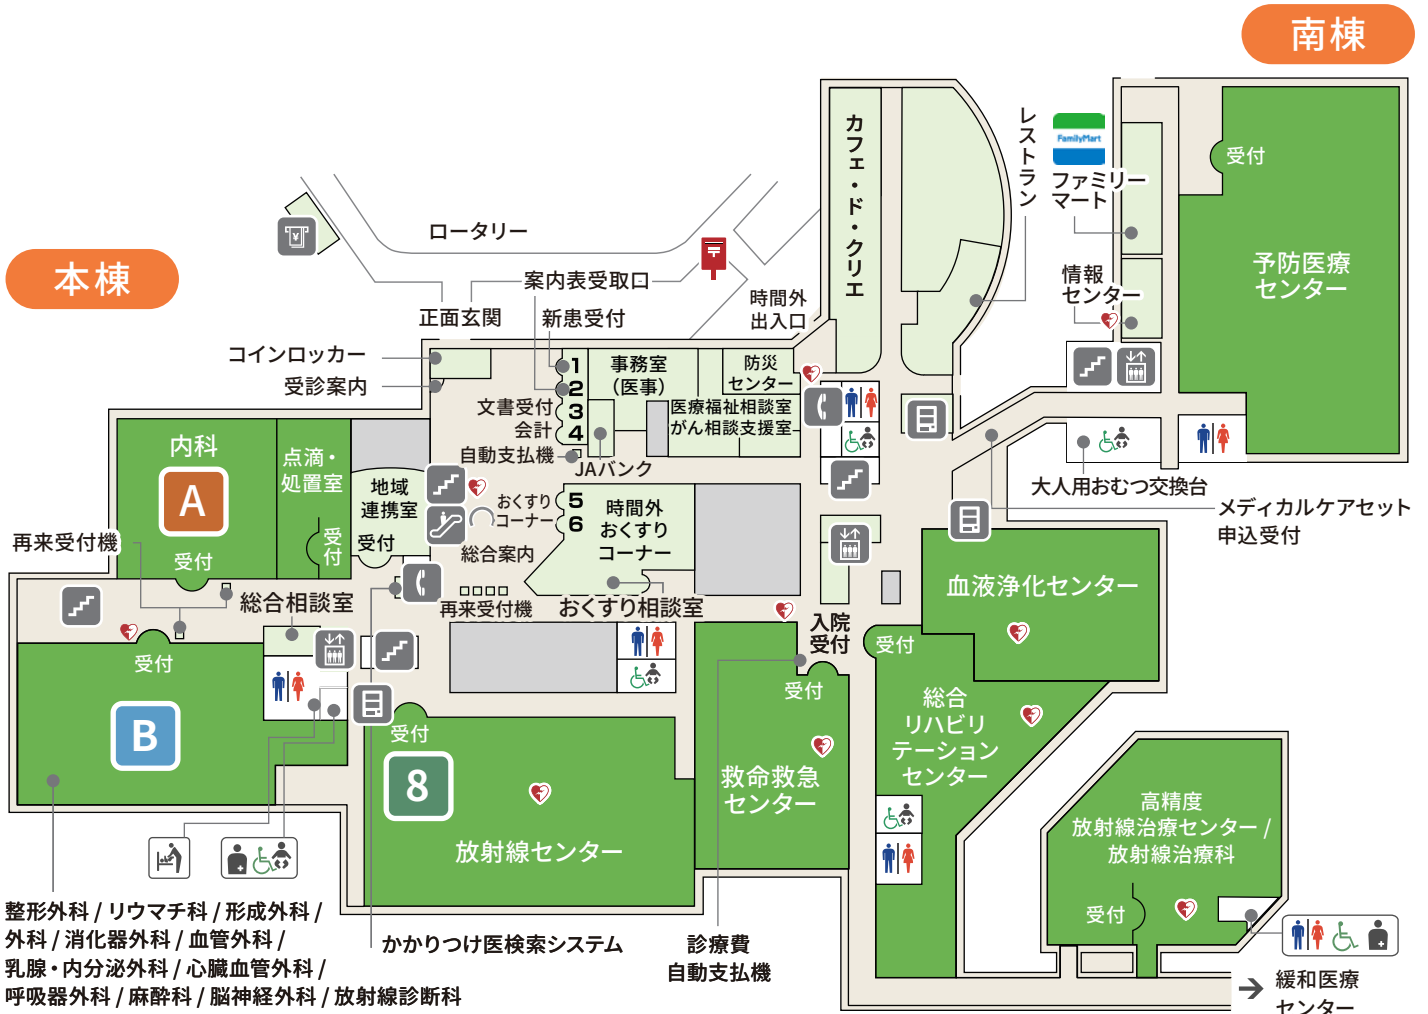 南棟
本棟
ロータリー
案内表受取口
正面玄関
新患受付
時間外
出入口
カフェ・ド・クリエ
レストラン
FamilyMart
ファミリー
マート
情報
センター
受付
予防医療
センター
コインロッカー
受診案内
1
2
3
4
文書受付
会計
自動支払機
事務室
（医事）
防災
センター
医療福祉相談室
がん相談支援室
JAバンク
大人用おむつ交換台
メディカルケアセット
申込受付
内科
A
受付
点滴・
処置室
受付
地域
連携室
受付
おくすり
コーナー
5
6
時間外
おくすり
コーナー
総合案内
再来受付機
総合相談室
再来受付機
おくすり相談室
入院
受付
血液浄化センター
受付
B
受付
受付
8
放射線センター
受付
救命救急
センター
総合
リハビリ
テーション
センター
高精度
放射線治療センター /
放射線治療科
受付
整形外科 / リウマチ科 / 形成外科 /
外科 / 消化器外科 / 血管外科 /
乳腺・内分泌外科 / 心臓血管外科 /
呼吸器外科 / 麻酔科 / 脳神経外科 / 放射線診断科
かかりつけ医検索システム
診療費
自動支払機
緩和医療
センター